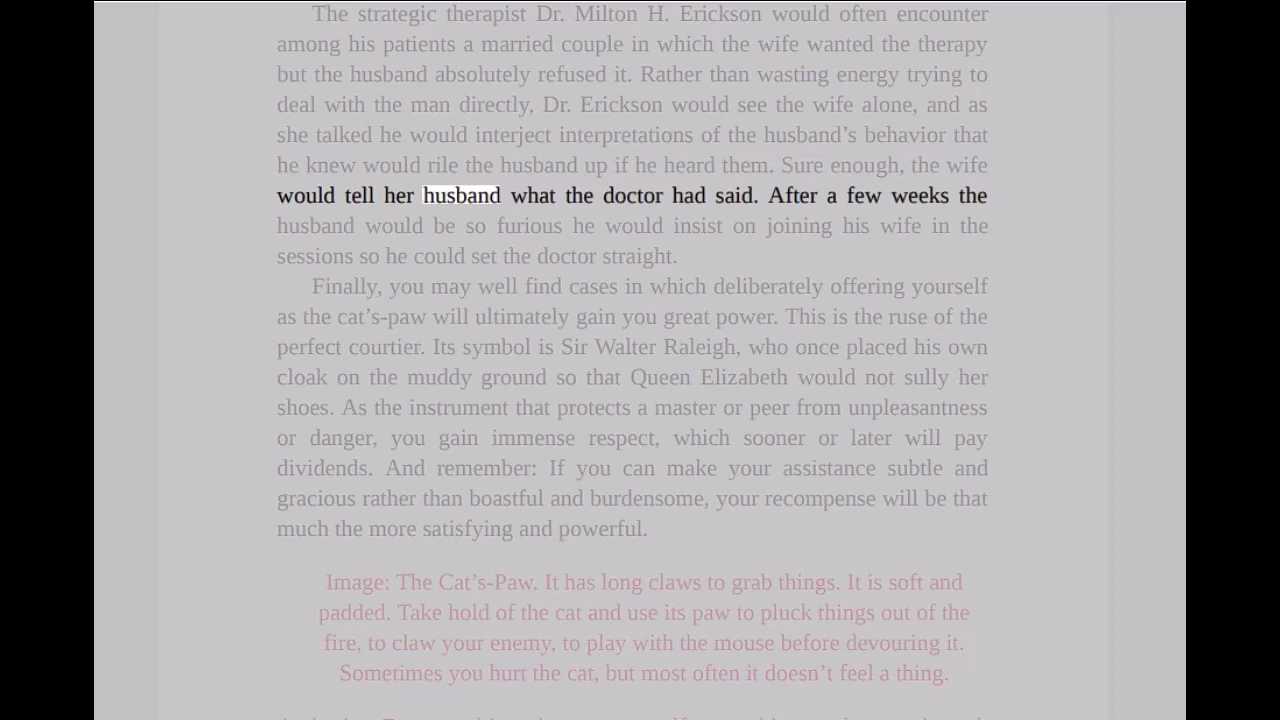 The strategic therapist Dr. Milton H. Erickson would often encounter
among his patients a married couple in which the wife wanted the therapy
but the husband absolutely refused it. Rather than wasting energy trying to
deal with the man directly, Dr. Erickson would see the wife alone, and as
she talked he would interject interpretations of the husband’s behavior that
he knew would rile the husband up if he heard them. Sure enough, the wife
would tell her husband what the doctor had said. After a few weeks the
husband would be so furious he would insist on joining his wife in the
sessions so he could set the doctor straight.
Finally, you may well find cases in which deliberately offering yourself
as the cat’s-paw will ultimately gain you great power. This is the ruse of the
perfect courtier. Its symbol is Sir Walter Raleigh, who once placed his own
cloak on the muddy ground so that Queen Elizabeth would not sully her
shoes. As the instrument that protects a master or peer from unpleasantness
or danger, you gain immense respect, which sooner or later will pay
dividends. And remember: If you can make your assistance subtle and
gracious rather than boastful and burdensome, your recompense will be that
much the more satisfying and powerful.
Image: The Cat’s-Paw. It has long claws to grab things. It is soft and
padded. Take hold of the cat and use its paw to pluck things out of the
fire, to claw your enemy, to play with the mouse before devouring it.
Sometimes you hurt the cat, but most often it doesn’t feel a thing.